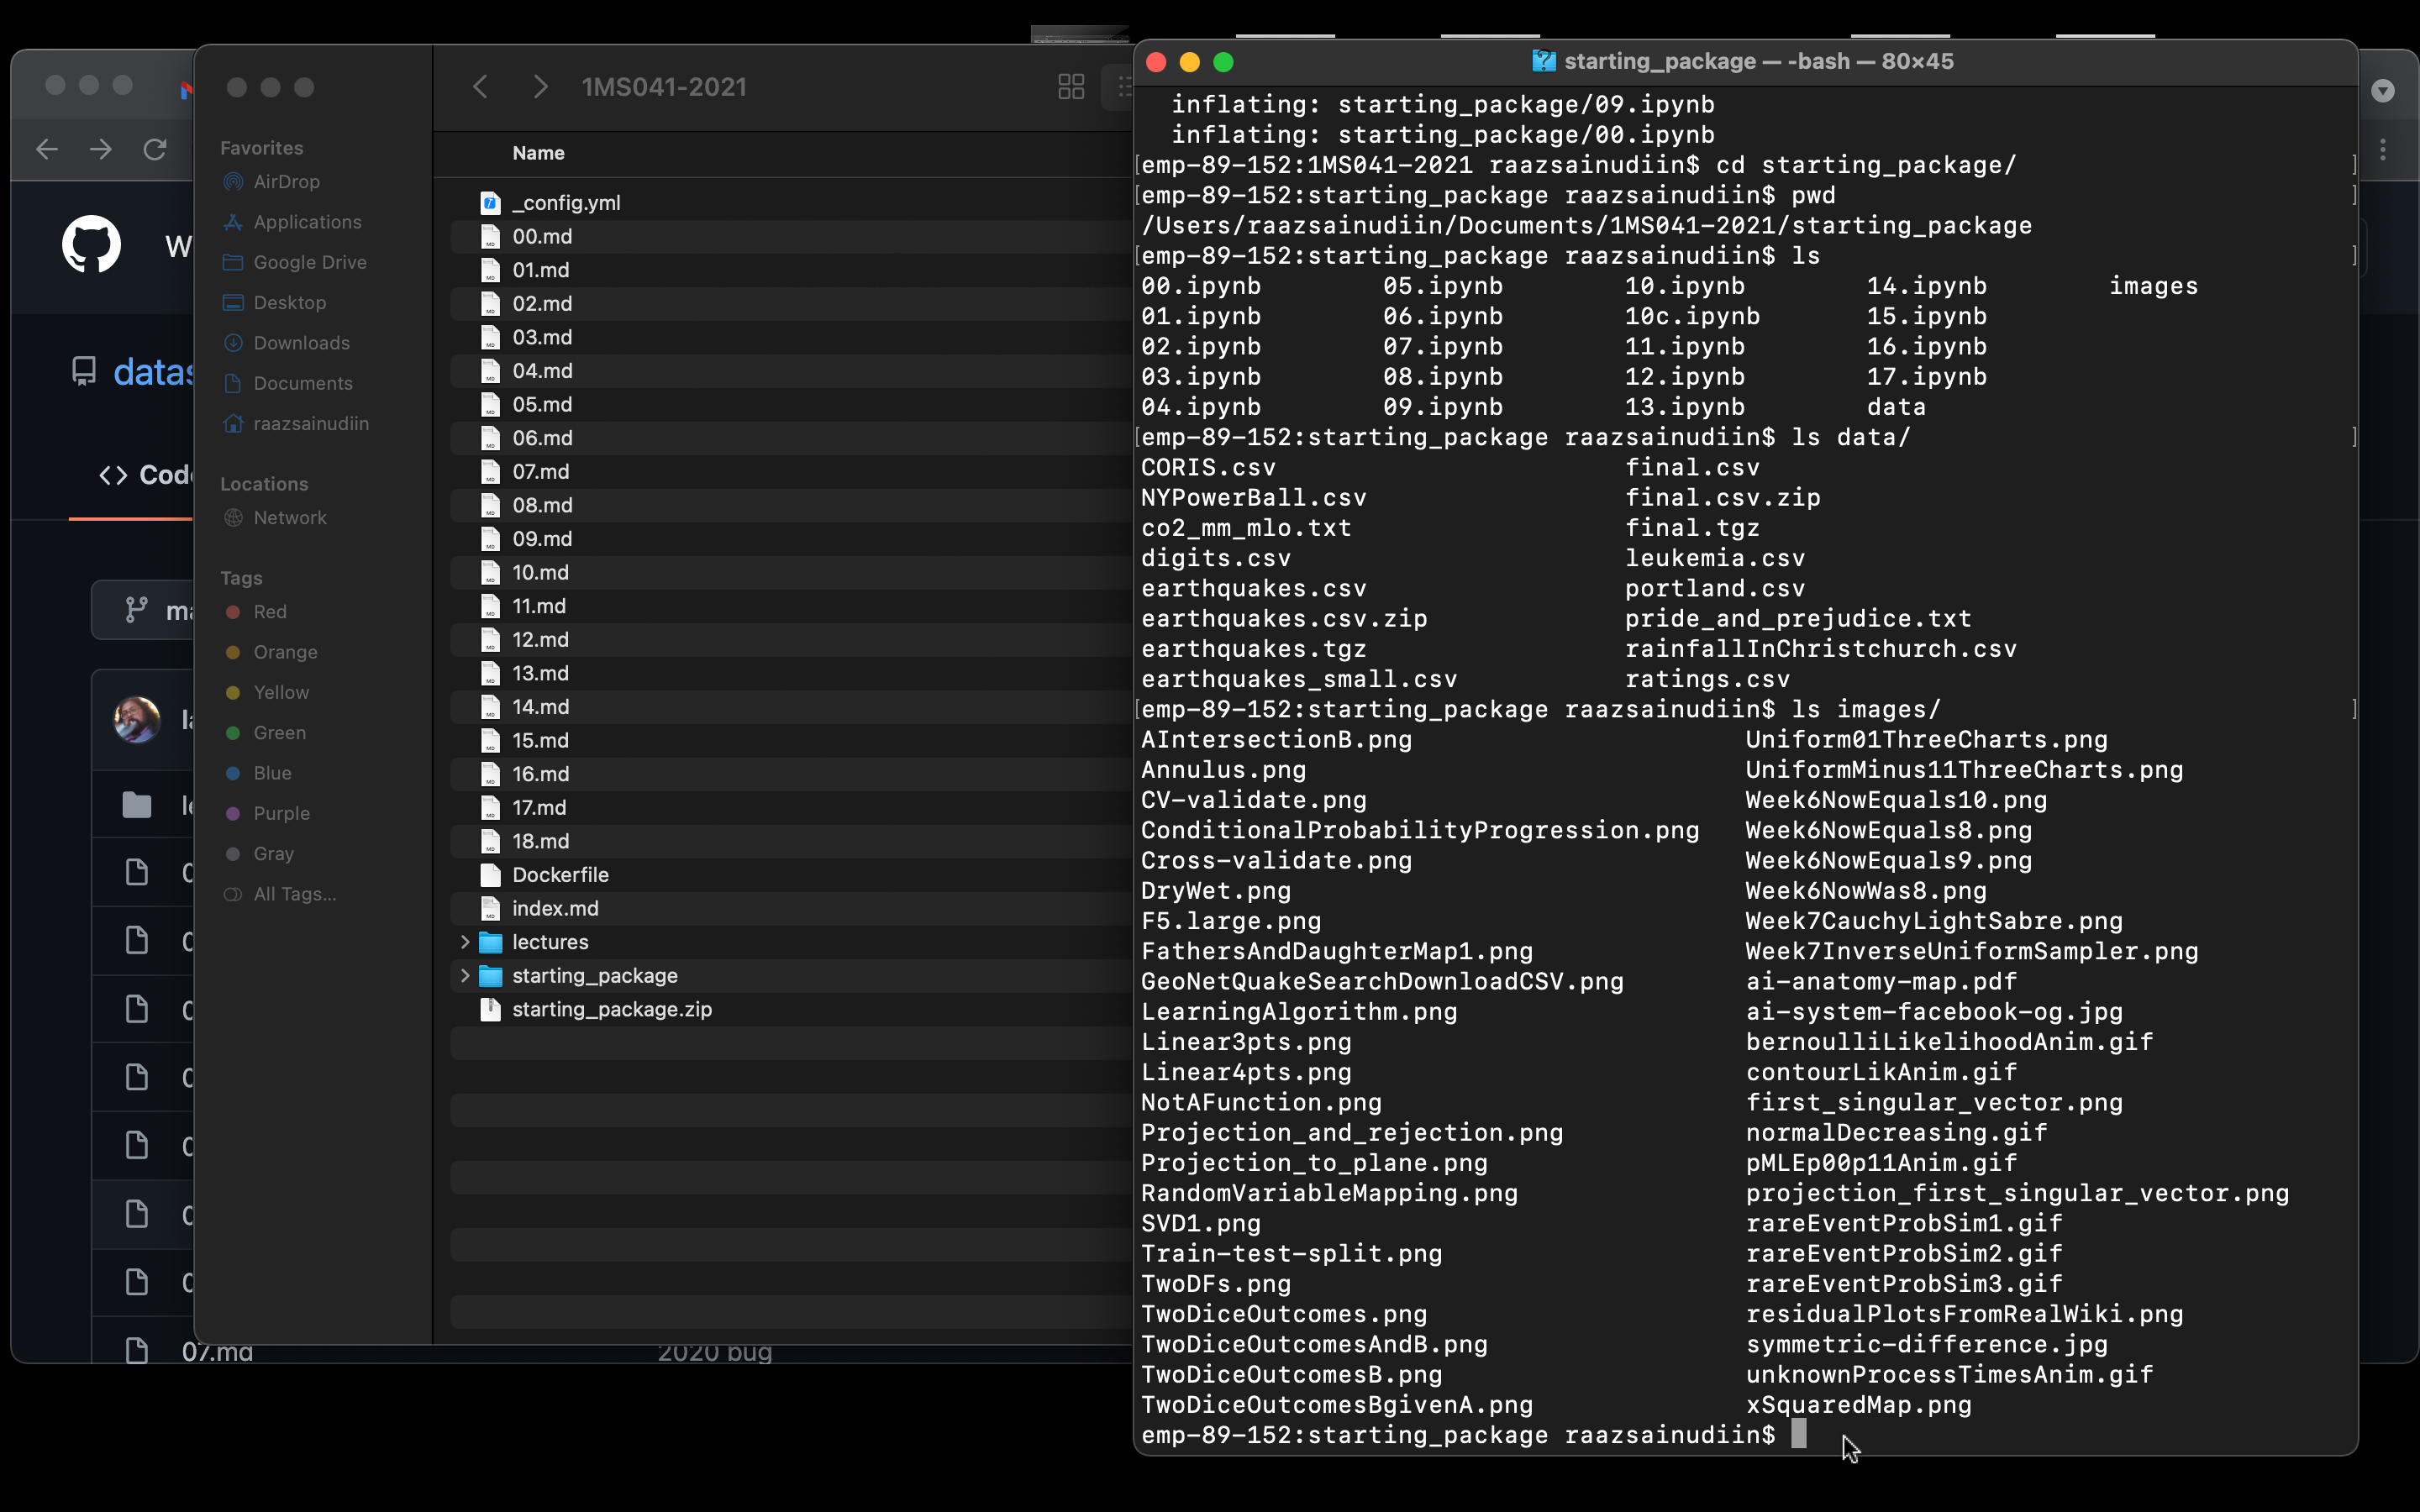 W
datas
Code
ma
la
le
0
0
0
0
0
0
0
07.md
2020 bug
1MS041-2021
Favorites
AirDrop
Applications
Google Drive
Desktop
Downloads
Documents
raazsainudiin
Locations
Network
Tags
Red
Orange
Yellow
Green
Blue
Purple
Gray
All Tags...
Name
_config.yml
00.md
01.md
02.md
03.md
04.md
05.md
06.md
07.md
08.md
09.md
10.md
11.md
12.md
13.md
14.md
15.md
16.md
17.md
18.md
Dockerfile
index.md
lectures
starting_package
starting_package.zip
starting_package — -bash — 80×45
inflating: starting_package/09.ipynb
inflating: starting_package/00.ipynb
[emp-89-152:1MS041-2021 raazsainudiin$ cd starting_package/ ]
[emp-89-152:starting_package raazsainudiin$ pwd ]
/Users/raazsainudiin/Documents/1MS041-2021/starting_package
[emp-89-152:starting_package raazsainudiin$ ls ]
00.ipynb 05.ipynb 10.ipynb 14.ipynb images
01.ipynb 06.ipynb 10c.ipynb 15.ipynb
02.ipynb 07.ipynb 11.ipynb 16.ipynb
03.ipynb 08.ipynb 12.ipynb 17.ipynb
04.ipynb 09.ipynb 13.ipynb data
[emp-89-152:starting_package raazsainudiin$ ls data/ ]
CORIS.csv final.csv
NYPowerBall.csv final.csv.zip
co2_mm_mlo.txt final.tgz
digits.csv leukemia.csv
earthquakes.csv portland.csv
earthquakes.csv.zip pride_and_prejudice.txt
earthquakes.tgz rainfallInChristchurch.csv
earthquakes_small.csv ratings.csv
[emp-89-152:starting_package raazsainudiin$ ls images/ ]
AIntersectionB.png Uniform01ThreeCharts.png
Annulus.png UniformMinus11ThreeCharts.png
CV-validate.png Week6NowEquals10.png
ConditionalProbabilityProgression.png Week6NowEquals8.png
Cross-validate.png Week6NowEquals9.png
DryWet.png Week6NowWas8.png
F5.large.png Week7CauchyLightSabre.png
FathersAndDaughterMap1.png Week7InverseUniformSampler.png
GeoNetQuakeSearchDownloadCSV.png ai-anatomy-map.pdf
LearningAlgorithm.png ai-system-facebook-og.jpg
Linear3pts.png bernoulliLikelihoodAnim.gif
Linear4pts.png contourLikAnim.gif
NotAFunction.png first_singular_vector.png
Projection_and_rejection.png normalDecreasing.gif
Projection_to_plane.png pMLEp00p11Anim.gif
RandomVariableMapping.png projection_first_singular_vector.png
SVD1.png rareEventProbSim1.gif
Train-test-split.png rareEventProbSim2.gif
TwoDFs.png rareEventProbSim3.gif
TwoDiceOutcomes.png residualPlotsFromRealWiki.png
TwoDiceOutcomesAndB.png symmetric-difference.jpg
TwoDiceOutcomesB.png unknownProcessTimesAnim.gif
TwoDiceOutcomesBgivenA.png xSquaredMap.png
emp-89-152:starting_package raazsainudiin$